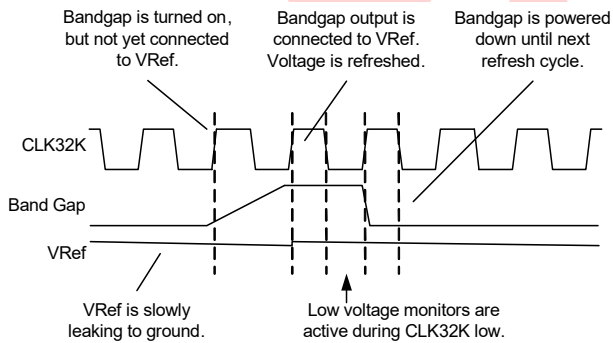 Bandgap is turned on,
but not yet connected
to VRef.
Bandgap output is
connected to VRef.
Voltage is refreshed.
Bandgap is powered
down until next
refresh cycle.
CLK32K
Band Gap
VRef
VRef is slowly
leaking to ground.
Low voltage monitors are
active during CLK32K low.